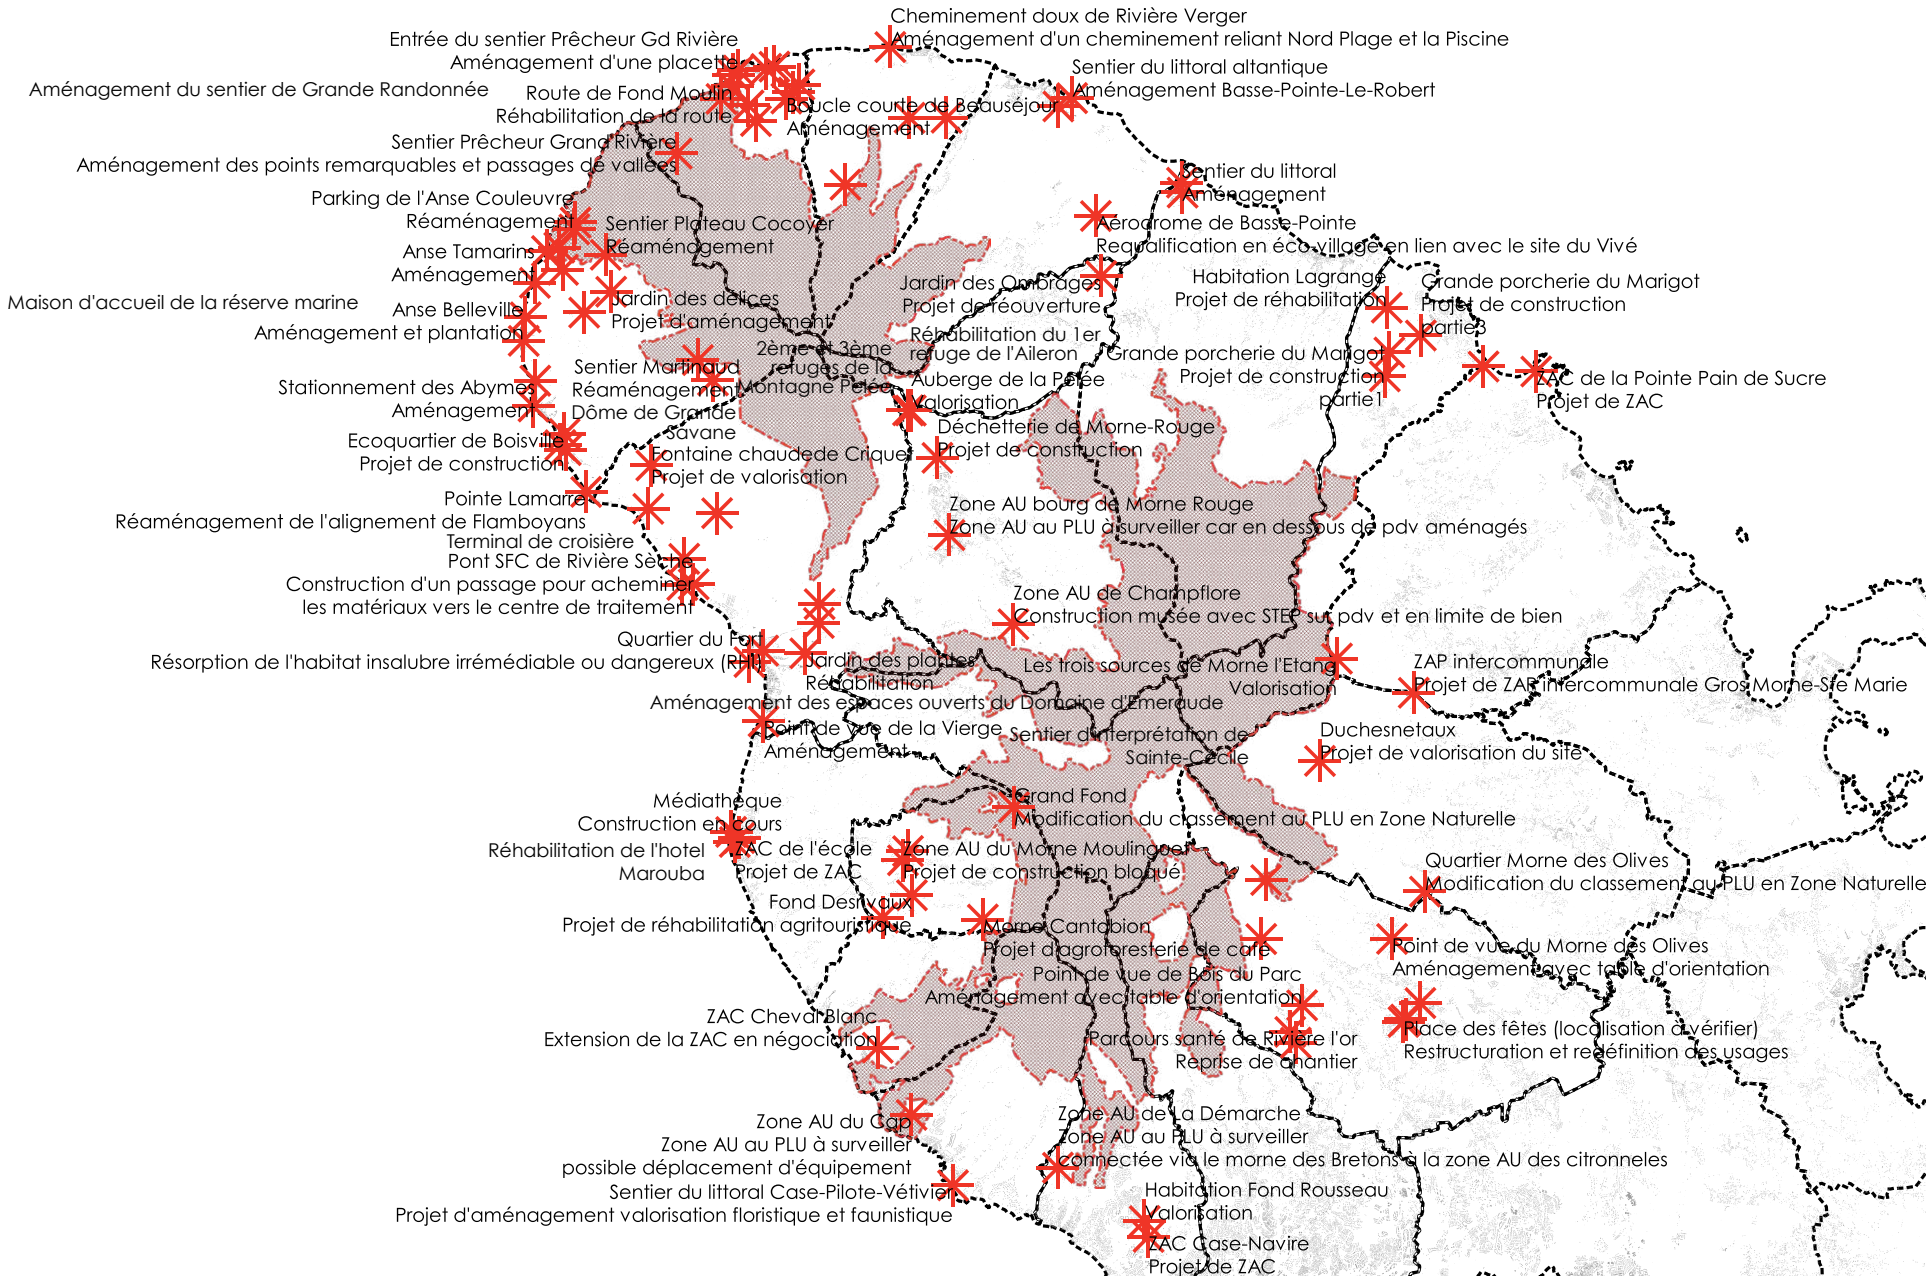 Cheminement doux de Rivière Verger
Aménagement d'un cheminement reliant Nord Plage et la Piscine
Entrée du sentier Prêcheur Gd Rivière
Aménagement d'une placette
Sentier du littoral altantique
Aménagement Basse-Pointe-Le-Robert
Aménagement du sentier de Grande Randonnée
Route de Fond Moulin
Réhabilitation de la route
Boucle courte de Beauséjour
Aménagement
Sentier Prêcheur Grand Rivière
Aménagement des points remarquables et passages de vallées
Sentier du littoral
Aménagement
Parking de l'Anse Couleuvre
Réaménagement
Sentier Plateau Cocoyer
Réaménagement
Aérodrome de Basse-Pointe
Requalification en éco-village en lien avec le site du Vivé
Anse Tamarins
Aménagement
Jardin des Ombrages
Projet de réouverture
Habitation Lagrange
Projet de réhabilitation
Grande porcherie du Marigot
Projet de construction
partie3
Maison d'accueil de la réserve marine
Anse Belleville
Aménagement et plantation
Jardin des délices
Projet d'aménagement
Réhabilitation du 1er
refuge de l'Aileron
2ème et 3ème
refuges de la
Montagne Pelée
Grande porcherie du Marigot
Projet de construction
partie1
Sentier Martinaud
Réaménagement
Dôme de Grande
Savane
Auberge de la Pelée
Valorisation
ZAC de la Pointe Pain de Sucre
Projet de ZAC
Stationnement des Abymes
Aménagement
Déchetterie de Morne-Rouge
Projet de construction
Ecoquartier de Boisville
Projet de construction
Fontaine chaudede Crique
Projet de valorisation
Pointe Lamarre
Réaménagement de l'alignement de Flamboyans
Zone AU bourg de Morne Rouge
Zone AU au PLU à surveiller car en dessous de pdv aménagés
Terminal de croisière
Pont SFC de Rivière Sèche
Construction d'un passage pour acheminer
les matériaux vers le centre de traitement
Zone AU de Champflore
Construction musée avec STEP sur pdv et en limite de bien
Quartier du Fort
Résorption de l'habitat insalubre irrémédiable ou dangereux (RHI)
Jardin des plantes
Réhabilitation
Les trois sources de Morne l'Etang
Valorisation
ZAP intercommunale
Projet de ZAP intercommunale Gros Morne-Ste Marie
Aménagement des espaces ouverts du Domaine d'Emeraude
Point de vue de la Vierge
Aménagement
Sentier d'interprétation de
Sainte-Cécile
Duchesnetaux
Projet de valorisation du site
Médiathèque
Construction en cours
Grand Fond
Modification du classement au PLU en Zone Naturelle
Réhabilitation de l'hotel
Marouba
ZAC de l'école
Projet de ZAC
Zone AU du Morne Moulinguet
Projet de construction bloqué
Quartier Morne des Olives
Modification du classement au PLU en Zone Naturelle
Fond Desrivaux
Projet de réhabilitation agritouristique
Morne Cantabion
Projet d'agroforesterie de café
Point de vue du Morne des Olives
Aménagement avec table d'orientation
Point de vue de Bois du Parc
Aménagement avec table d'orientation
ZAC Cheval Blanc
Extension de la ZAC en négociation
Place des fêtes (localisation à vérifier)
Restructuration et redéfinition des usages
Parcours santé de Rivière l'or
Reprise de chantier
Zone AU du Cap
Zone AU au PLU à surveiller
possible déplacement d'équipement
Zone AU de La Démarche
Zone AU au PLU à surveiller
connectée via le morne des Bretons à la zone AU des citronneles
Sentier du littoral Case-Pilote-Vétivier
Projet d'aménagement valorisation floristique et faunistique
Habitation Fond Rousseau
Valorisation
ZAC Case-Navire
Projet de ZAC